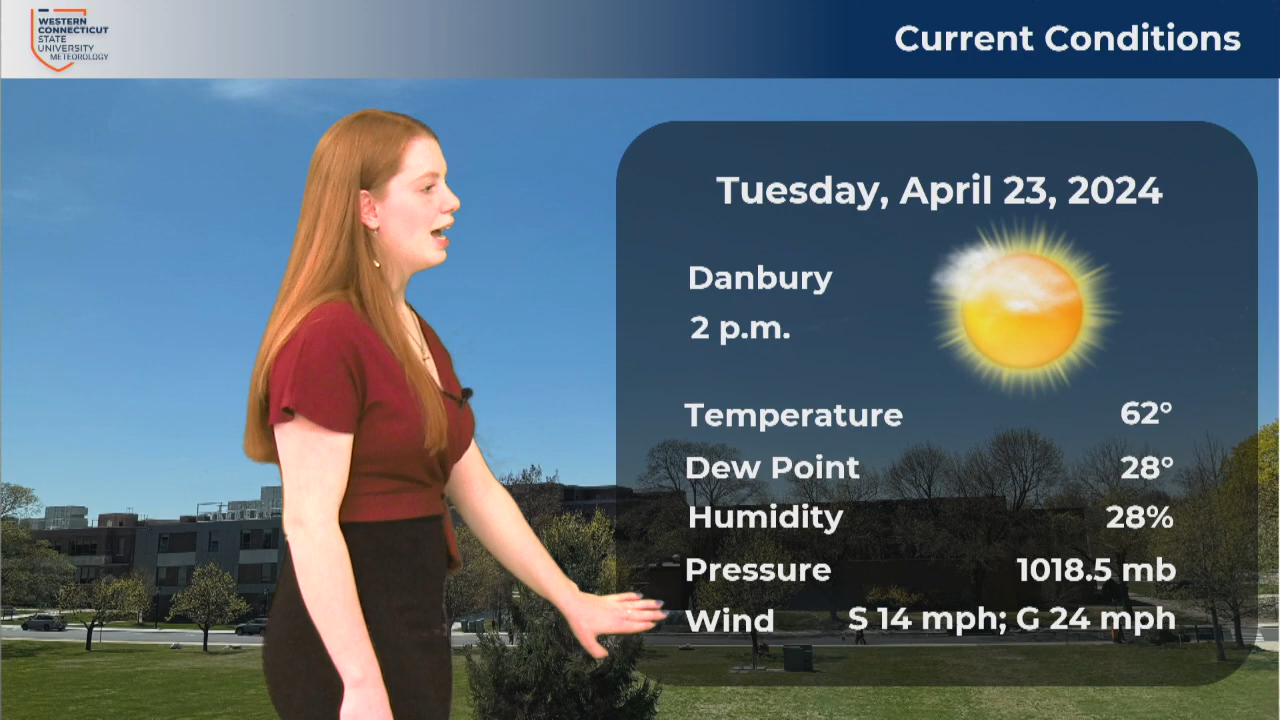 WESTERN
CONNECTICUT
STATE
UNIVERSITY
METEOROLOGY
Current Conditions
Tuesday, April 23, 2024
Danbury
2 p.m.
Temperature 62°
Dew Point 28°
Humidity 28%
Pressure 1018.5 mb
Wind S 14 mph; G 24 mph